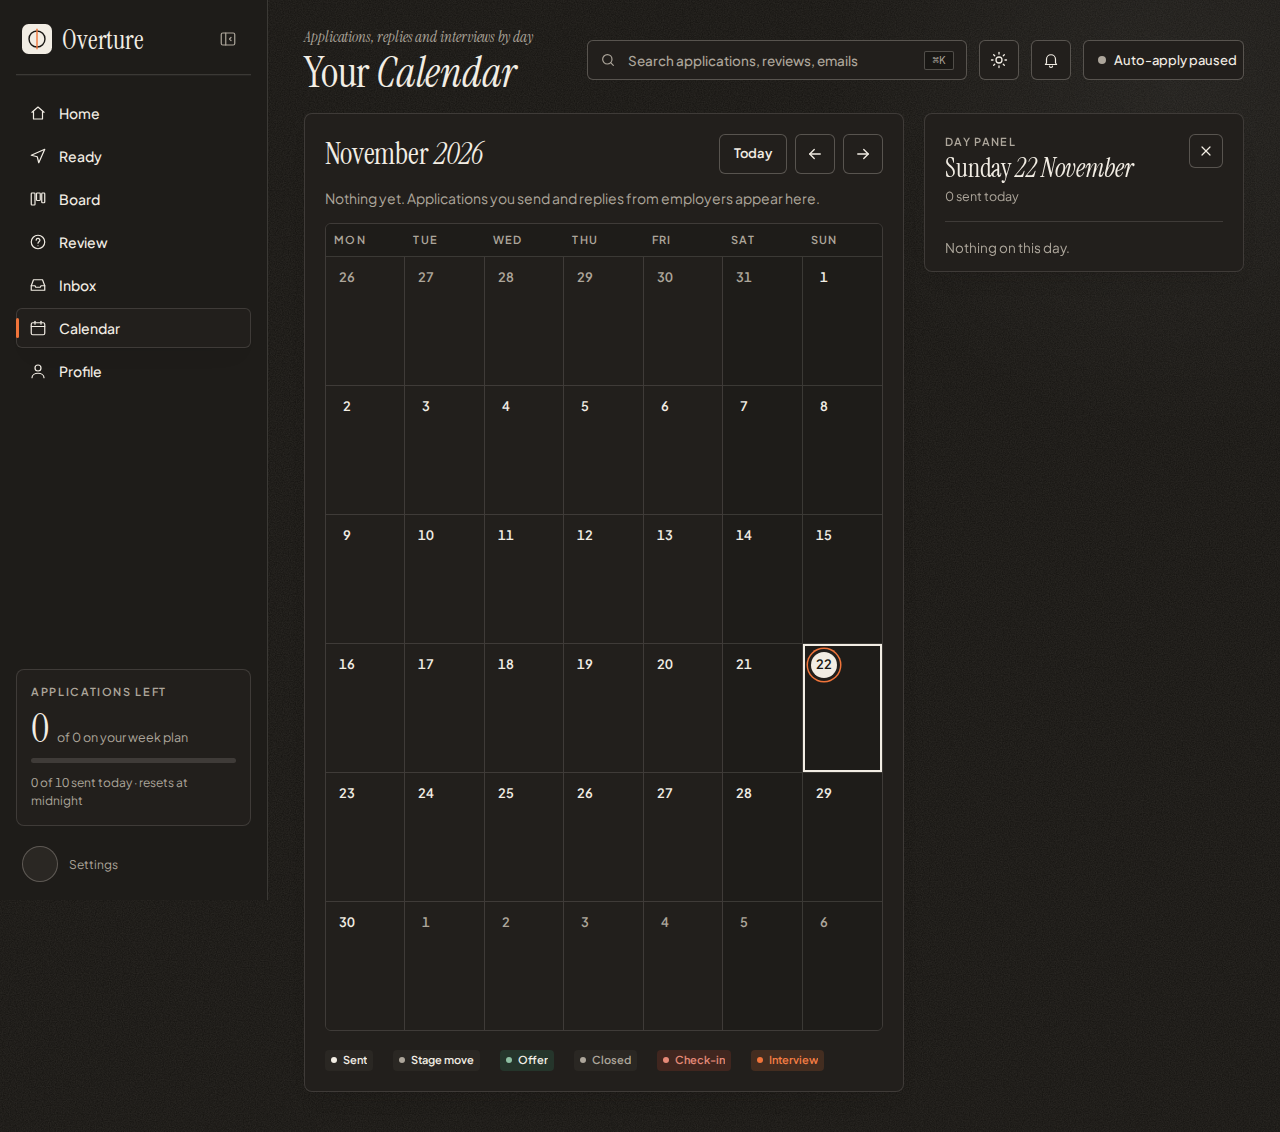 Overture
Home
Ready
Board
Review
Inbox
Calendar
Profile
APPLICATIONS LEFT
0 of 0 on your week plan
0 of 10 sent today · resets at
midnight
Settings
Applications, replies and interviews by day
Your Calendar
Search applications, reviews, emails ⌘K
Auto-apply paused
November 2026
Today
Nothing yet. Applications you send and replies from employers appear here.
MON TUE WED THU FRI SAT SUN
26 27 28 29 30 31 1
2 3 4 5 6 7 8
9 10 11 12 13 14 15
16 17 18 19 20 21 22
23 24 25 26 27 28 29
30 1 2 3 4 5 6
Sent Stage move Offer Closed Check-in Interview
DAY PANEL
Sunday 22 November
0 sent today
Nothing on this day.